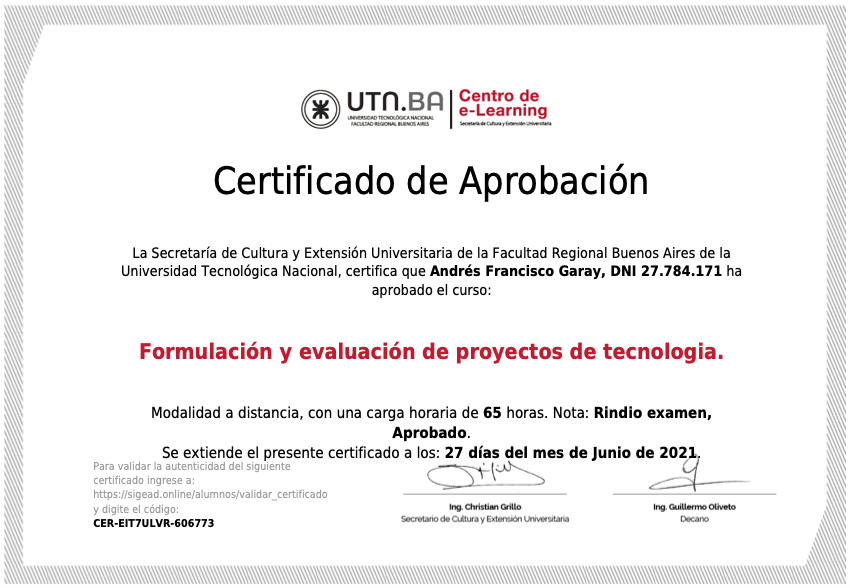 UTN.BA
UNIVERSIDAD TECNOLÓGICA NACIONAL
FACULTAD REGIONAL BUENOS AIRES
Centro de
e-Learning
Secretaría de Cultura y Extensión Universitaria
Certificado de Aprobación
La Secretaría de Cultura y Extensión Universitaria de la Facultad Regional Buenos Aires de la
Universidad Tecnológica Nacional, certifica que Andrés Francisco Garay, DNI 27.784.171 ha
aprobado el curso:
Formulación y evaluación de proyectos de tecnologia.
Modalidad a distancia, con una carga horaria de 65 horas. Nota: Rindio examen,
Aprobado.
Se extiende el presente certificado a los: 27 días del mes de Junio de 2021.
Para validar la autenticidad del siguiente
certificado ingrese a:
https://sigead.online/alumnos/validar_certificado
y digite el código:
CER-EIT7ULVR-606773
Ing. Christian Grillo
Secretario de Cultura y Extensión Universitaria
Ing. Guillermo Oliveto
Decano